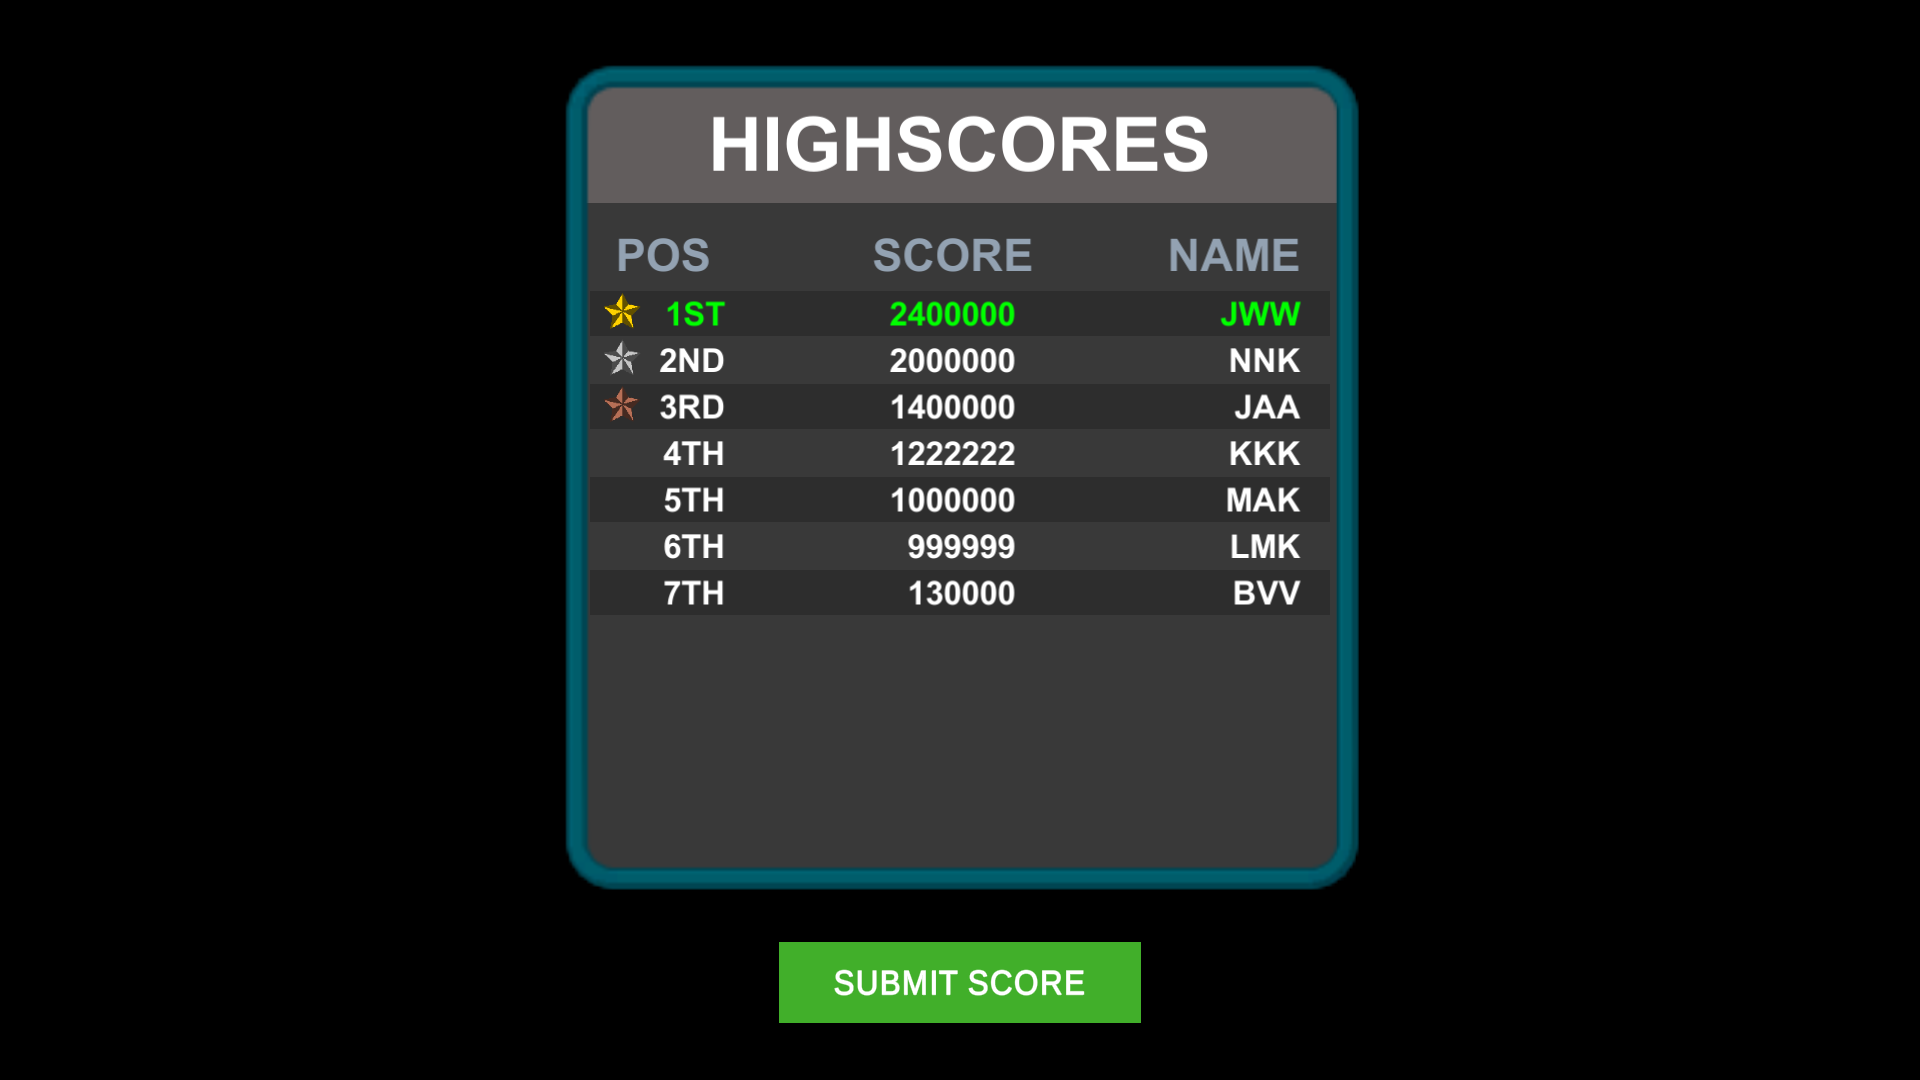 HIGHSCORES
POS SCORE NAME
1ST 2400000 JWW
2ND 2000000 NNK
3RD 1400000 JAA
4TH 1222222 KKK
5TH 1000000 MAK
6TH 999999 LMK
7TH 130000 BVV
SUBMIT SCORE